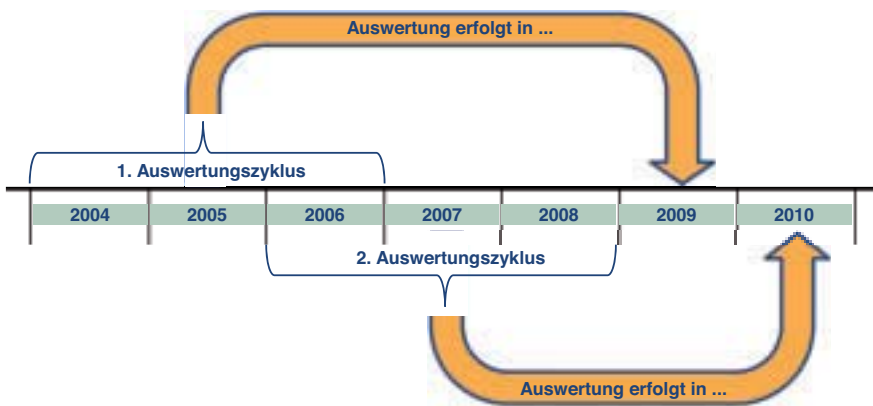 Auswertung erfolgt in ...
1. Auswertungszyklus
2004 2005 2006 2007 2008 2009 2010
2. Auswertungszyklus
Auswertung erfolgt in ...